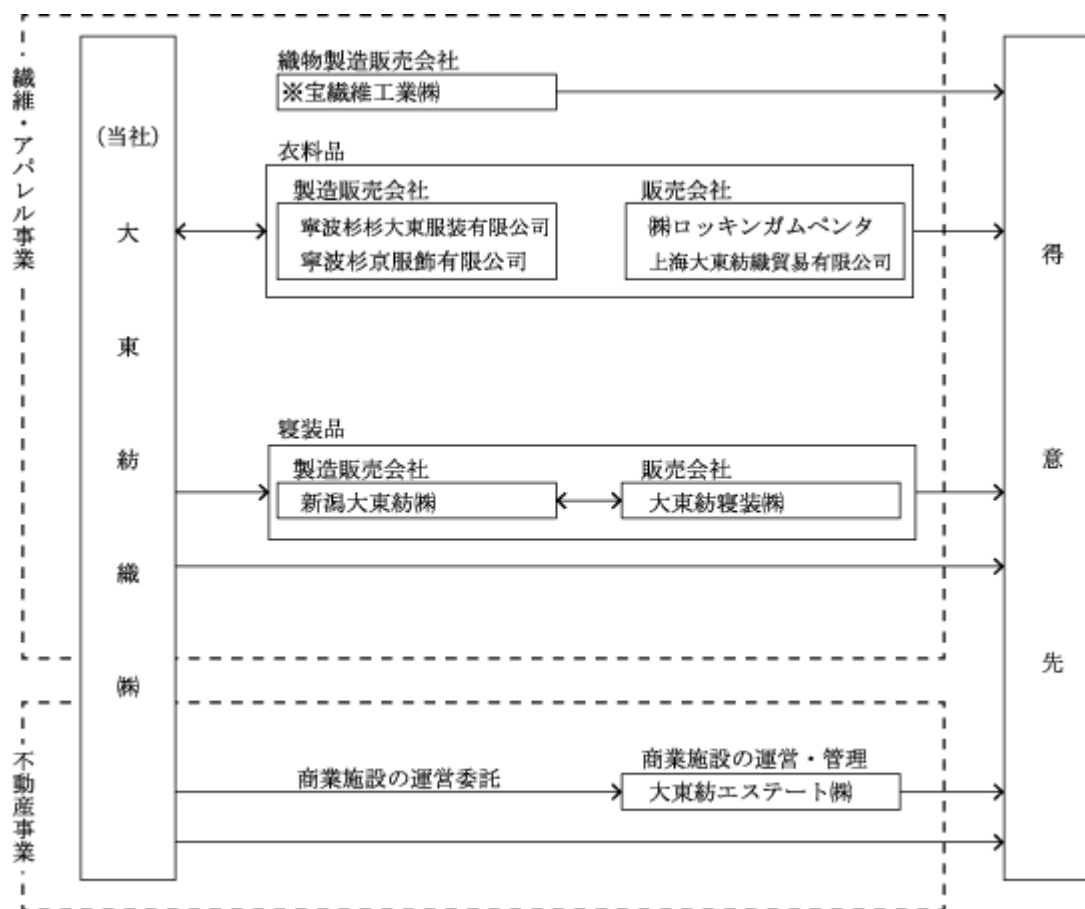 繊維・アパレル事業
(当社)
大東紡織㈱
織物製造販売会社
※宝繊維工業㈱
衣料品
製造販売会社
寧波杉杉大東服装有限公司
寧波杉京服飾有限公司
販売会社
㈱ロッキンガムペンタ
上海大東紡織貿易有限公司
寝装品
製造販売会社
新潟大東紡㈱
販売会社
大東紡寝装㈱
不動産事業
商業施設の運営委託
商業施設の運営・管理
大東紡エステート㈱
得意先